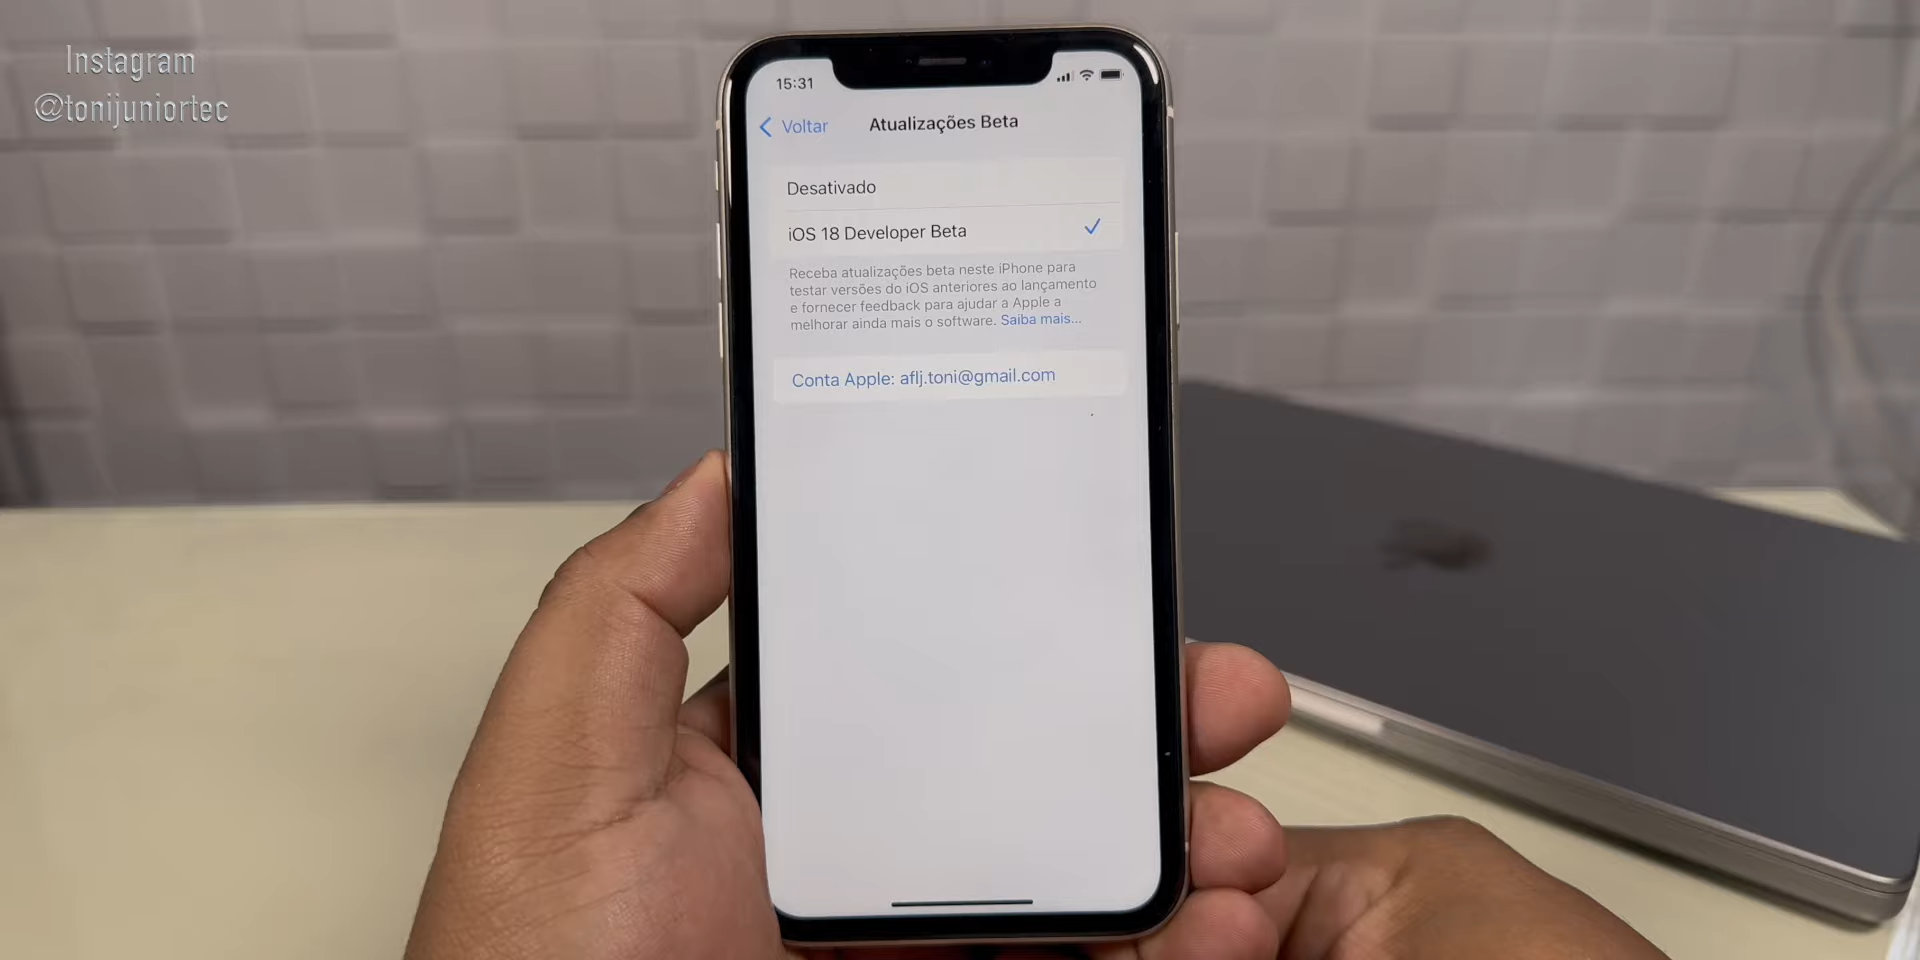 Instagram
@tonijuniortec
15:31
Voltar
Atualizações Beta
Desativado
iOS 18 Developer Beta
Receba atualizações beta neste iPhone para
testar versões do iOS anteriores ao lançamento
e fornecer feedback para ajudar a Apple a
melhorar ainda mais o software. Saiba mais...
Conta Apple: aflj.toni@gmail.com